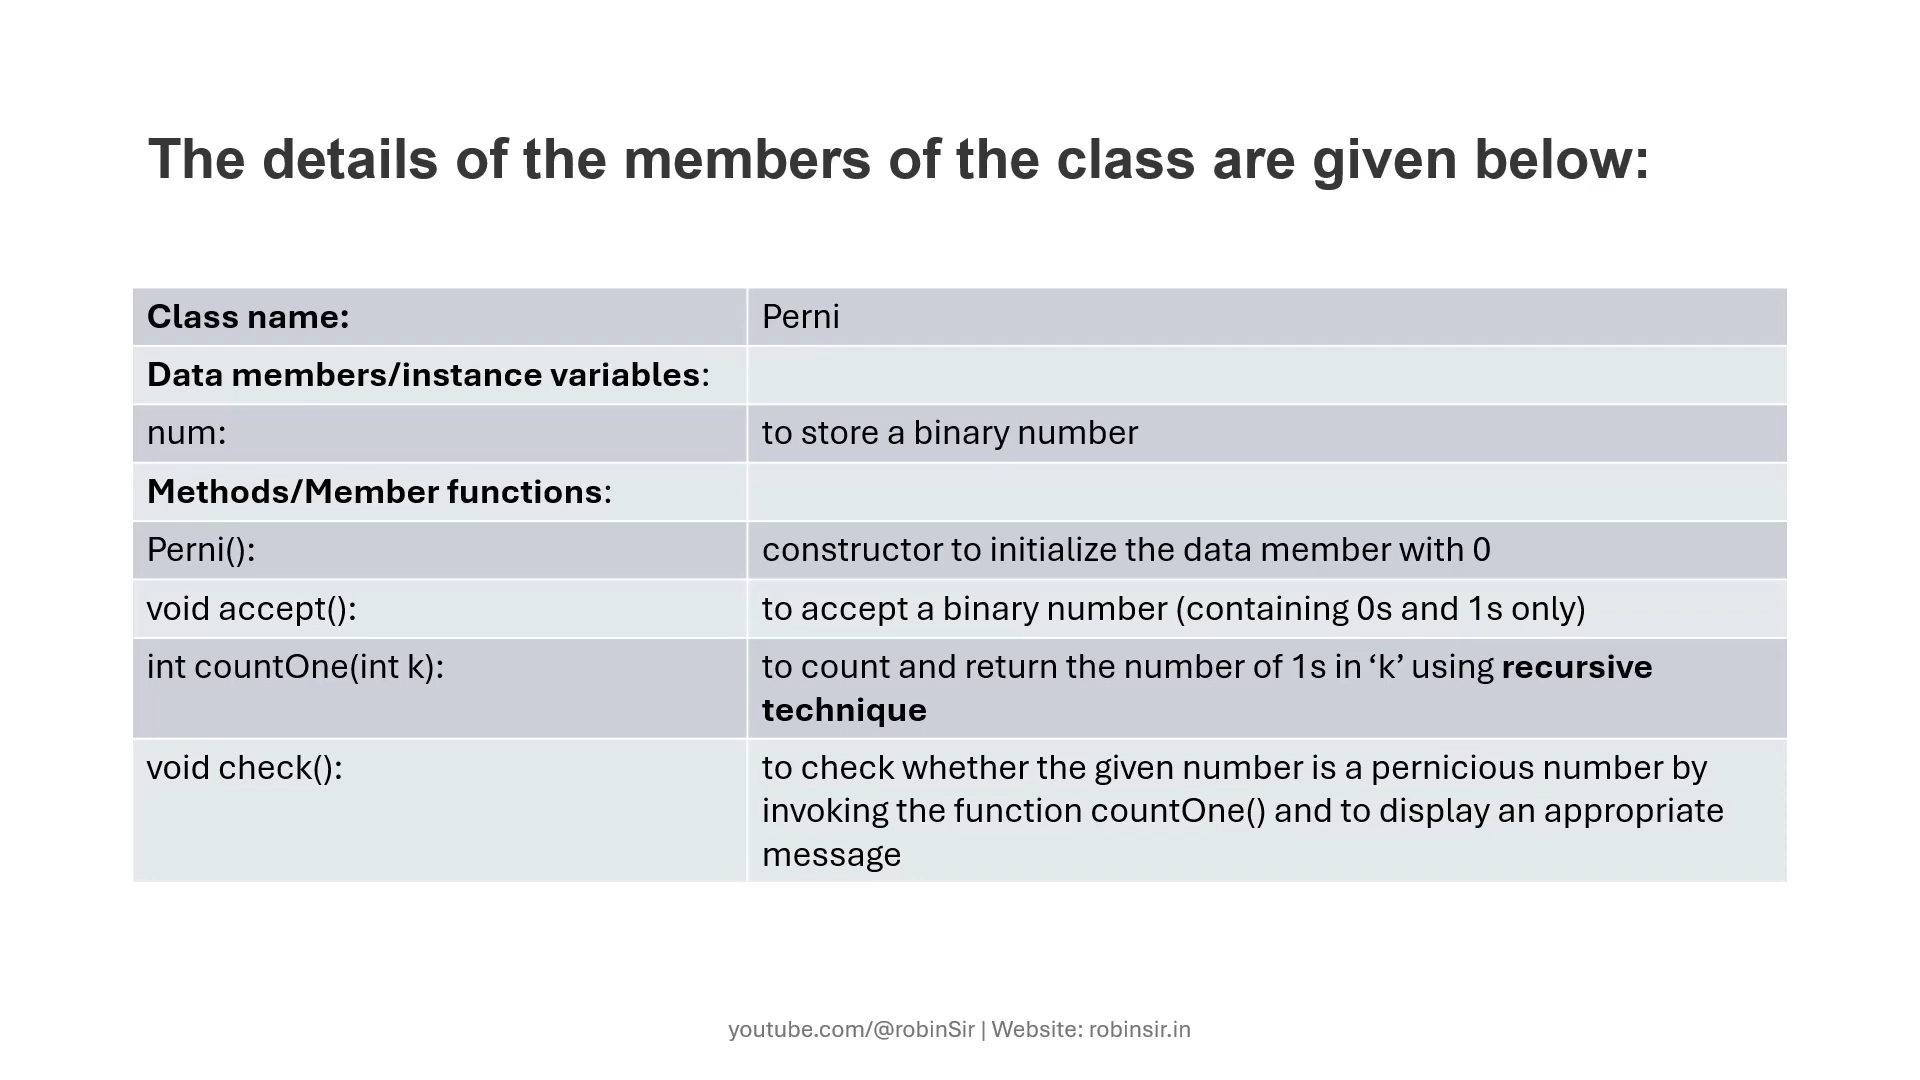 The details of the members of the class are given below:
Class name:
Perni
Data members/instance variables:
num:
to store a binary number
Methods/Member functions:
Perni():
constructor to initialize the data member with 0
void accept():
to accept a binary number (containing 0s and 1s only)
int countOne(int k):
to count and return the number of 1s in ‘k’ using recursive
technique
void check():
to check whether the given number is a pernicious number by
invoking the function countOne() and to display an appropriate
message
youtube.com/@robinSir | Website: robinsir.in